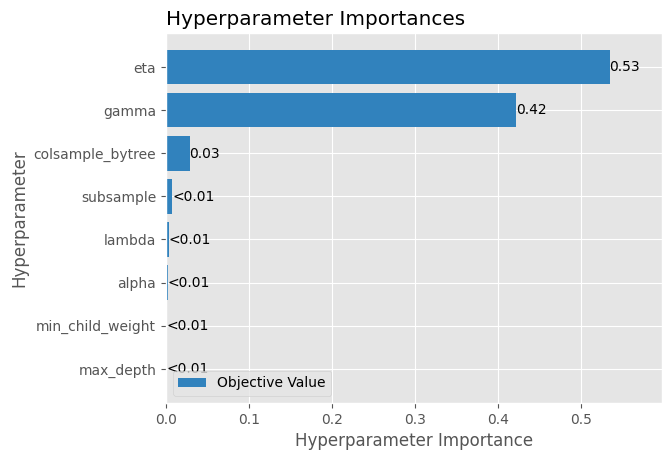 Hyperparameter Importances
eta 0.53
gamma 0.42
colsample_bytree 0.03
subsample <0.01
lambda <0.01
alpha <0.01
min_child_weight <0.01
max_depth <0.01
Hyperparameter
Objective Value
0.0 0.1 0.2 0.3 0.4 0.5
Hyperparameter Importance